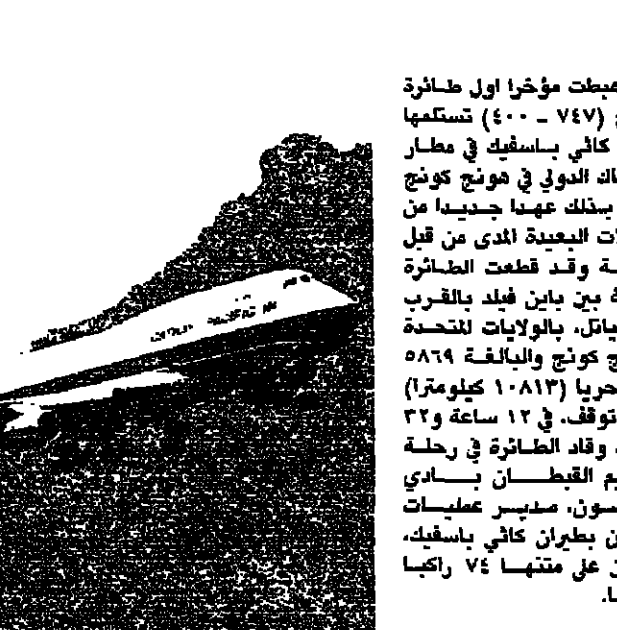 هبطت مؤخرا اول طائرة
(٧٤٧ - ٤٠٠) تستلمها
كاثي باسفيك في مطار
الدولي في هونج كونج
بذلك عهدا جديدا من
البعيدة المدى من قبل
وقد قطعت الطائرة
بين باين فيلد بالقرب
بالولايات المتحدة
كونج والبالغة ٥٨٦٩
(١٠٨١٣ كيلومترا)
توقف، في ١٢ ساعة و٣٢
وقاد الطائرة في رحلة
القبطان بادي
مدير عمليات
بطيران كاثي باسفيك،
على متنها ٧٤ راكبا